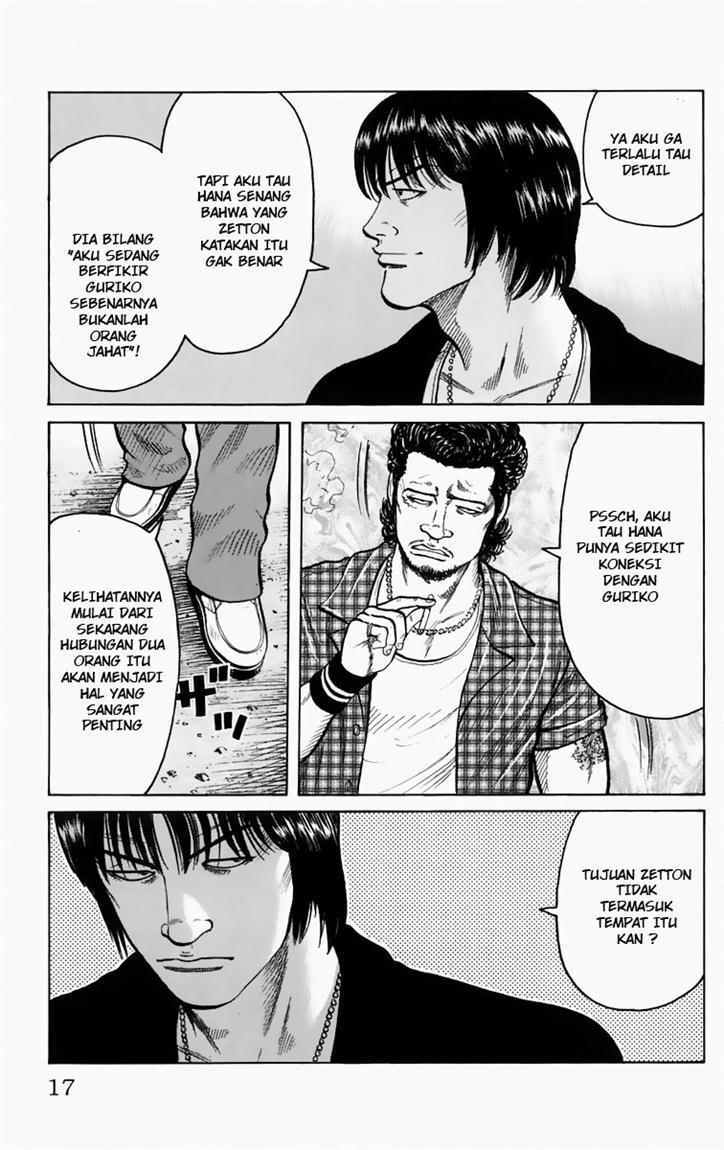 YA AKU GA
TERLALU TAU
DETAIL
TAPI AKU TAU
HANA SENANG
BAHWA YANG
ZETTON
KATAKAN ITU
GAK BENAR
DIA BILANG
"AKU SEDANG
BERFIKIR
GURIKO
SEBENARNYA
BUKANLAH
ORANG
JAHAT"!
PSSCH, AKU
TAU HANA
PUNYA SEDIKIT
KONEKSI
DENGAN
GURIKO
KELIHATANNYA
MULAI DARI
SEKARANG
HUBUNGAN DUA
ORANG ITU
AKAN MENJADI
HAL YANG
SANGAT
PENTING
ザッ
TUJUAN ZETTON
TIDAK
TERMASUK
TEMPAT ITU
KAN ?
17